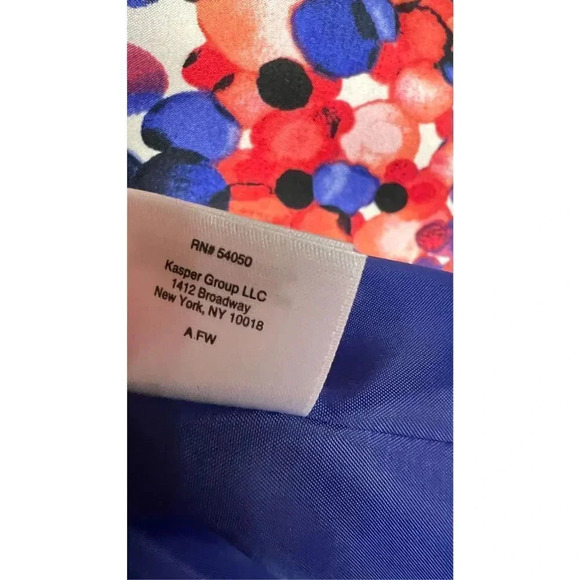 RN# 54050
Kasper Group LLC
1412 Broadway
New York, NY 10018
A.FW